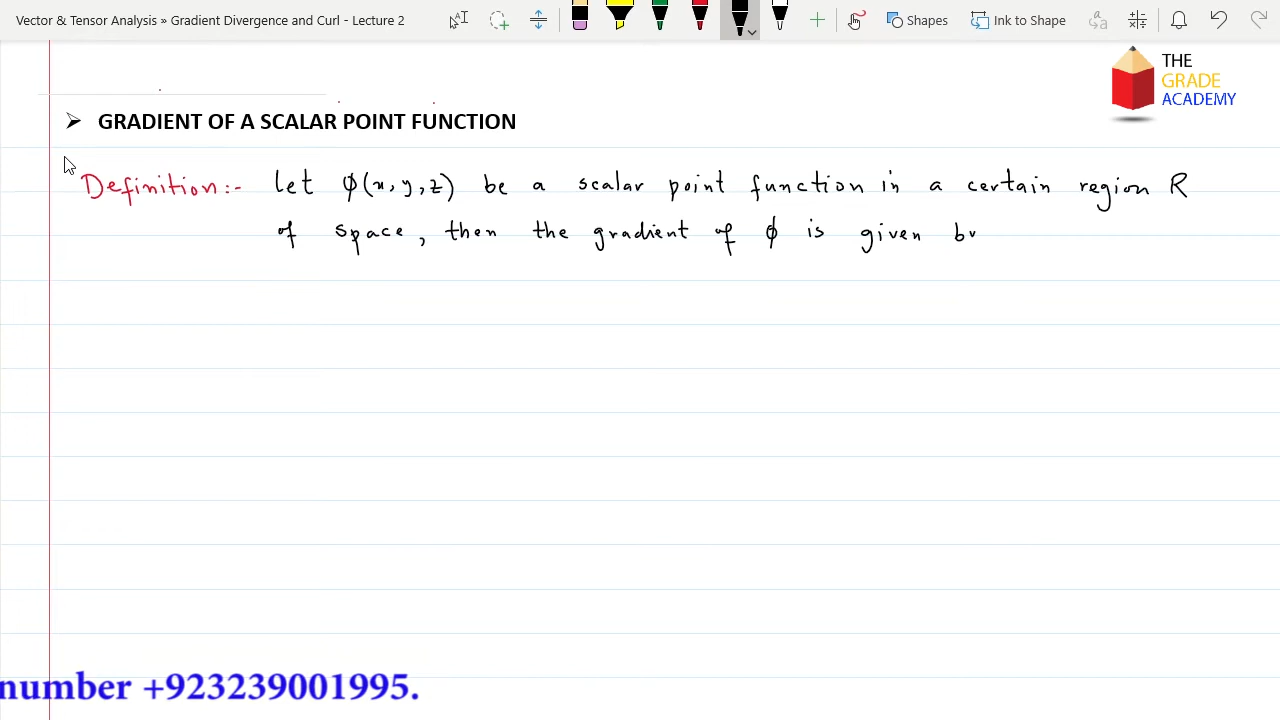 Vector & Tensor Analysis » Gradient Divergence and Curl - Lecture 2
Shapes
Ink to Shape
THE
GRADE
ACADEMY
➢ GRADIENT OF A SCALAR POINT FUNCTION
Definition:- let ϕ(x,y,z) be a scalar point function in a certain region R
of space, then the gradient of ϕ is given
number +923239001995.